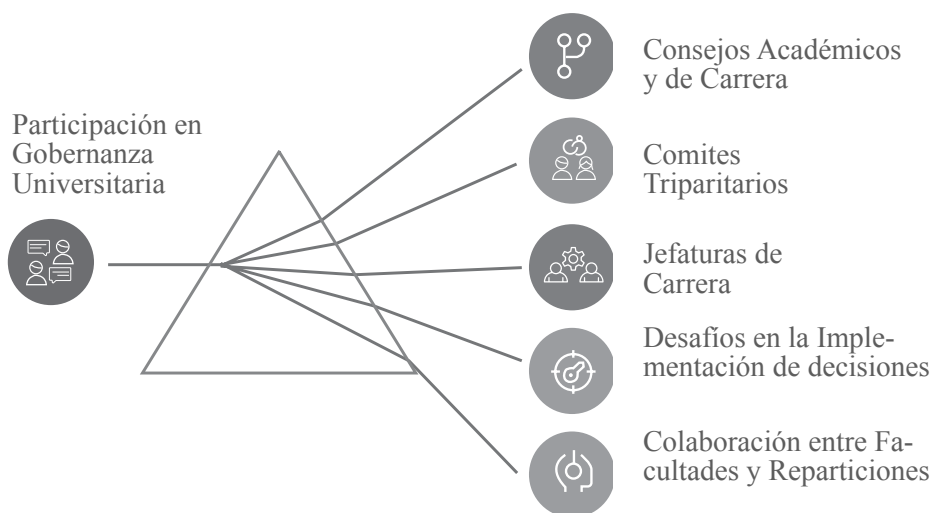 Participación en
Gobernanza
Universitaria
Consejos Académicos
y de Carrera
Comites
Triparitarios
Jefaturas de
Carrera
Desafíos en la Imple-
mentación de decisiones
Colaboración entre Fa-
cultades y Reparticiones